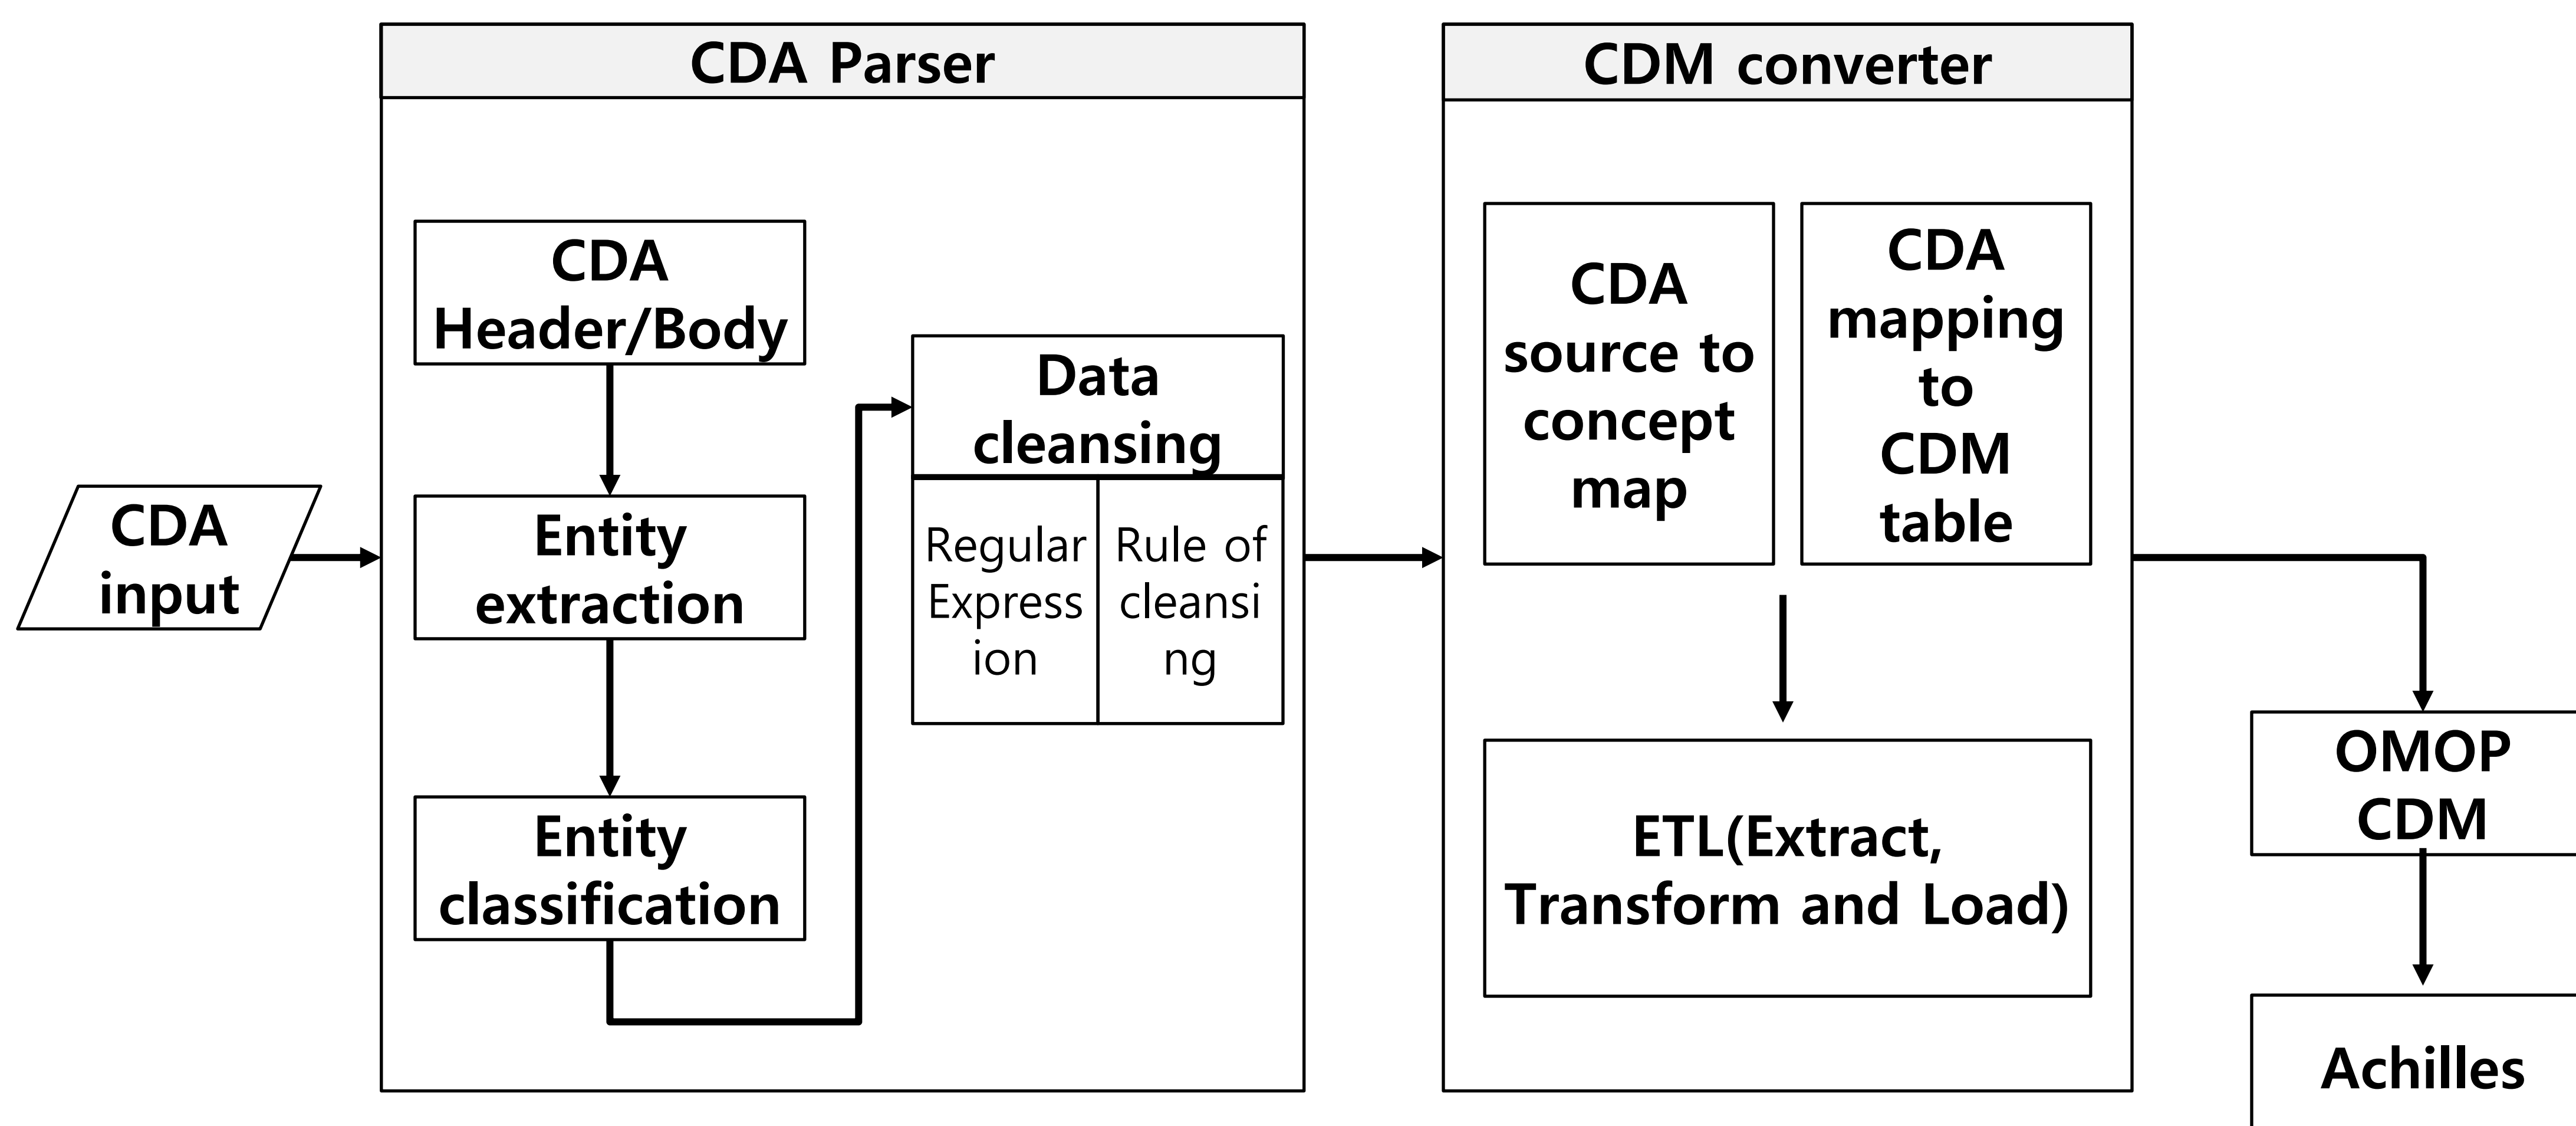 CDA Parser
CDM converter
CDA
input
CDA
Header/Body
Entity
extraction
Entity
classification
Data
cleansing
Regular
Express
ion
Rule of
cleansi
ng
CDA
source to
concept
map
CDA
mapping
to
CDM
table
ETL(Extract,
Transform and Load)
OMOP
CDM
Achilles